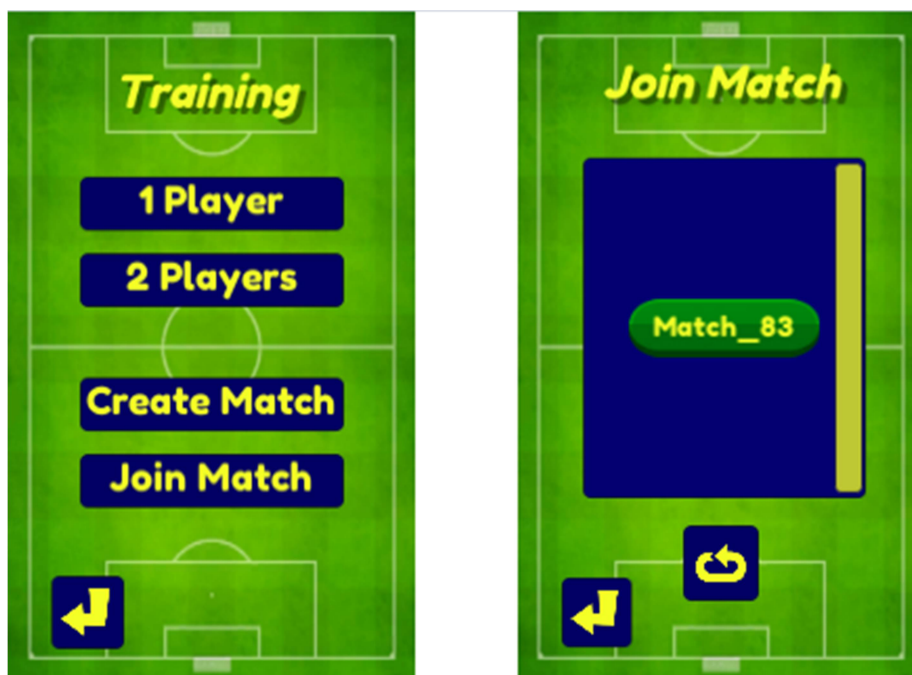 Training
1 Player
2 Players
Create Match
Join Match
Join Match
Match_83